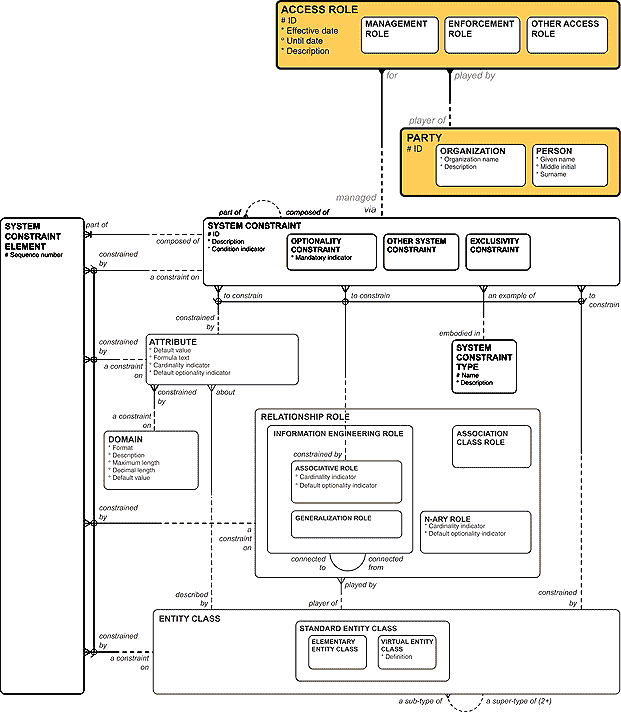 ACCESS ROLE
# ID
* Effective date
° Until date
* Description
MANAGEMENT
ROLE
ENFORCEMENT
ROLE
OTHER ACCESS
ROLE
for
played by
player of
PARTY
# ID
ORGANIZATION
* Organization name
* Description
PERSON
* Given name
° Middle initial
* Surname
managed
via
part of
composed of
SYSTEM CONSTRAINT
# ID
* Description
* Condition indicator
OPTIONALITY
CONSTRAINT
* Mandatory indicator
OTHER SYSTEM
CONSTRAINT
EXCLUSIVITY
CONSTRAINT
SYSTEM
CONSTRAINT
ELEMENT
# Sequence number
part of
composed of
constrained
by
a constraint on
to constrain
to constrain
an example of
to
constrain
constrained
by
embodied in
SYSTEM
CONSTRAINT
TYPE
# Name
* Description
ATTRIBUTE
° Default value
° Formula text
° Cardinality indicator
° Default optionality indicator
constrained
by
a constraint
on
constrained
by
about
a constraint
on
DOMAIN
° Format
° Description
° Maximum length
° Decimal length
° Default value
RELATIONSHIP ROLE
INFORMATION ENGINEERING ROLE
constrained by
ASSOCIATIVE ROLE
° Cardinality indicator
° Default optionality indicator
GENERALIZATION ROLE
ASSOCIATION
CLASS ROLE
N-ARY ROLE
° Cardinality indicator
° Default optionality indicator
connected
to
connected
from
constrained
by
a
constraint
on
played by
player of
described
by
constrained
by
ENTITY CLASS
STANDARD ENTITY CLASS
ELEMENTARY
ENTITY CLASS
VIRTUAL ENTITY
CLASS
* Definition
constrained
by
a constraint
on
a sub-type of
a super-type of (2+)